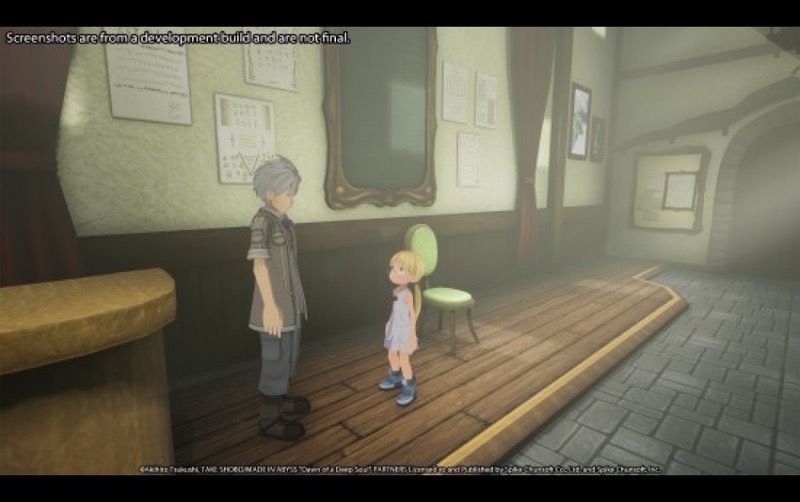 Screenshots are from a development build and are not final.
©Akihito Tsukushi, TAKE SHOBO/MADE IN ABYSS "Dawn of a Deep Soul" PARTNERS Licensed to and Published by Spike Chunsoft Co., Ltd. and Spike Chunsoft, Inc.